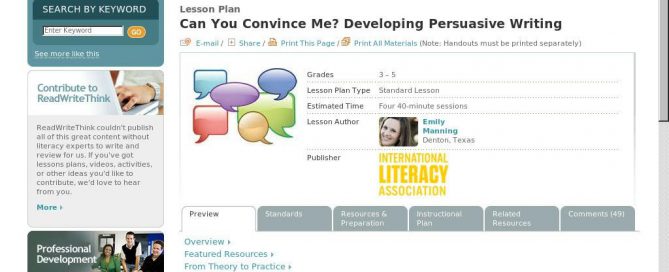 SEARCH BY KEYWORD
Enter Keyword
GO
See more like this
Contribute to
ReadWriteThink
ReadWriteThink couldn't publish
all of this great content without
literacy experts to write and
review for us. If you've got
lessons plans, videos, activities,
or other ideas you'd like to
contribute, we'd love to hear
from you.
More
Professional
Development
Lesson Plan
Can You Convince Me? Developing Persuasive Writing
E-mail / Share / Print This Page / Print All Materials (Note: Handouts must be printed separately)
Grades 3 – 5
Lesson Plan Type Standard Lesson
Estimated Time Four 40-minute sessions
Lesson Author Emily
Manning
Denton, Texas
Publisher INTERNATIONAL
LITERACY
ASSOCIATION
Preview
Standards
Resources &
Preparation
Instructional
Plan
Related
Resources
Comments (49)
Overview
Featured Resources
From Theory to Practice